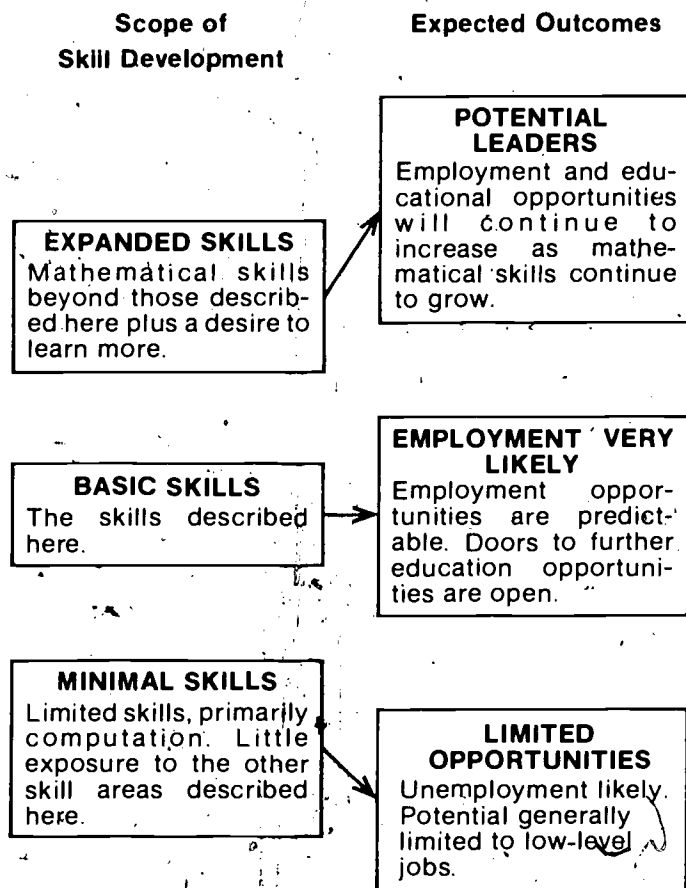 Scope of
Skill Development
Expected Outcomes
EXPANDED SKILLS
Mathematical skills
beyond those describ-
ed here plus a desire to
learn more.
POTENTIAL
LEADERS
Employment and edu-
cational opportunities
will continue to
increase as mathe-
matical skills continue
to grow.
BASIC SKILLS
The skills described
here.
EMPLOYMENT VERY
LIKELY
Employment oppor-
tunities are predict-
able. Doors to further
education opportuni-
ties are open.
MINIMAL SKILLS
Limited skills, primarily
computation. Little
exposure to the other
skill areas described
here.
LIMITED
OPPORTUNITIES
Unemployment likely.
Potential generally
limited to low-level
jobs.